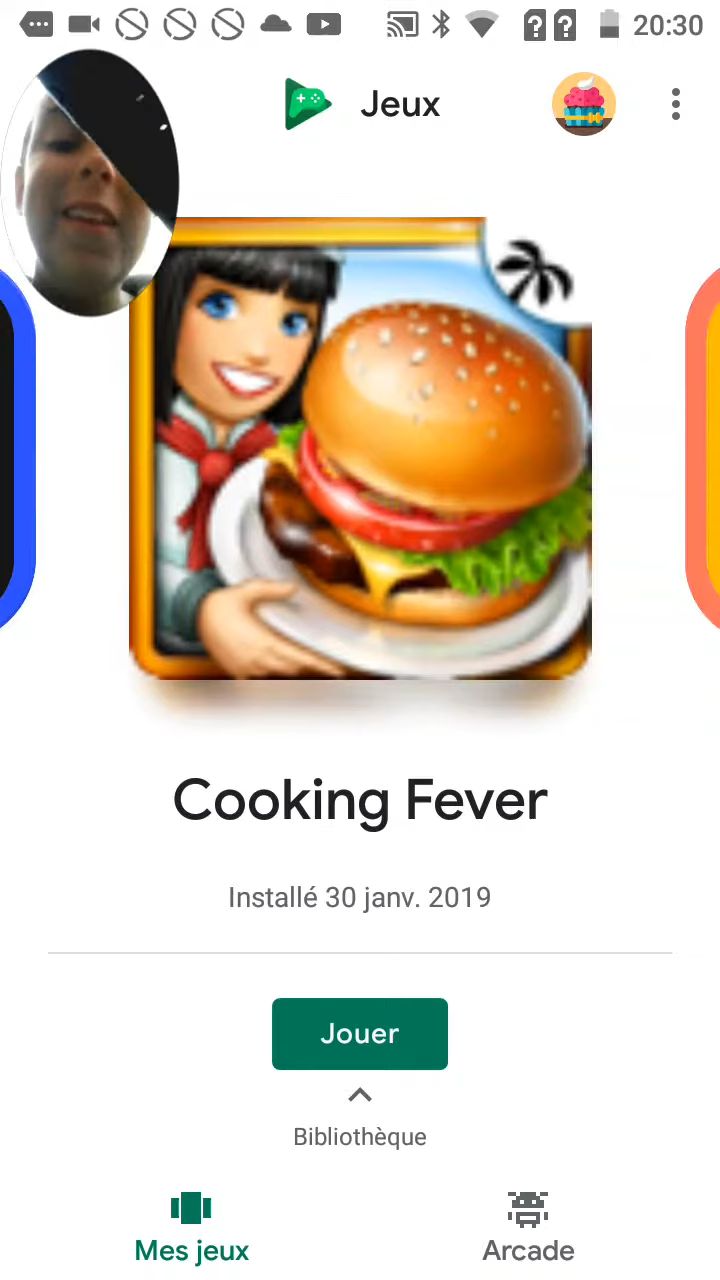 20:30
Jeux
Cooking Fever
Installé 30 janv. 2019
Jouer
Bibliothèque
Mes jeux
Arcade